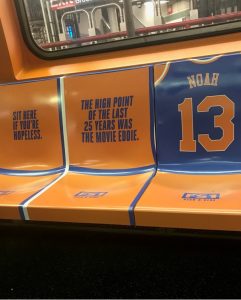 SIT HERE
IF YOU'RE
HOPELESS.
THE HIGH POINT
OF THE LAST
25 YEARS WAS
THE MOVIE EDDIE.
NOAH
13